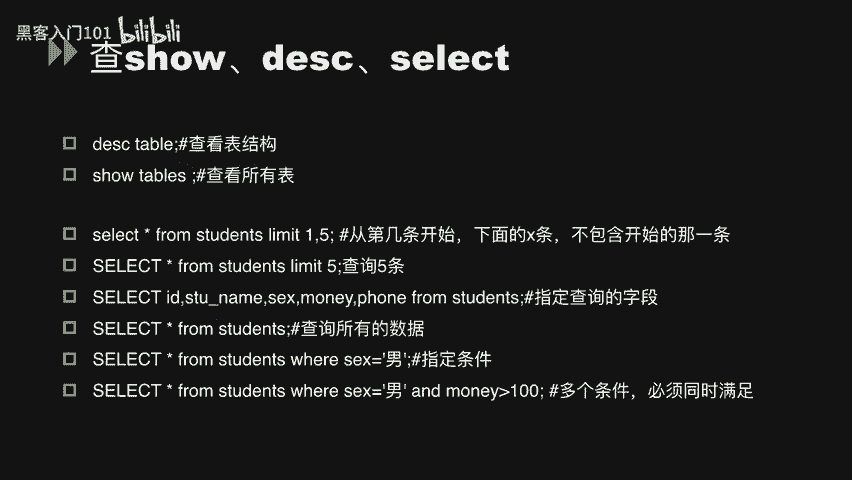 黑客入门101 bilibili
查show、desc、select
desc table;#查看表结构
show tables ;#查看所有表
select * from students limit 1,5; #从第几条开始，下面的x条，不包含开始的那一条
SELECT * from students limit 5;查询5条
SELECT id,stu_name,sex,money,phone from students;#指定查询的字段
SELECT * from students;#查询所有的数据
SELECT * from students where sex='男';#指定条件
SELECT * from students where sex='男' and money>100; #多个条件，必须同时满足